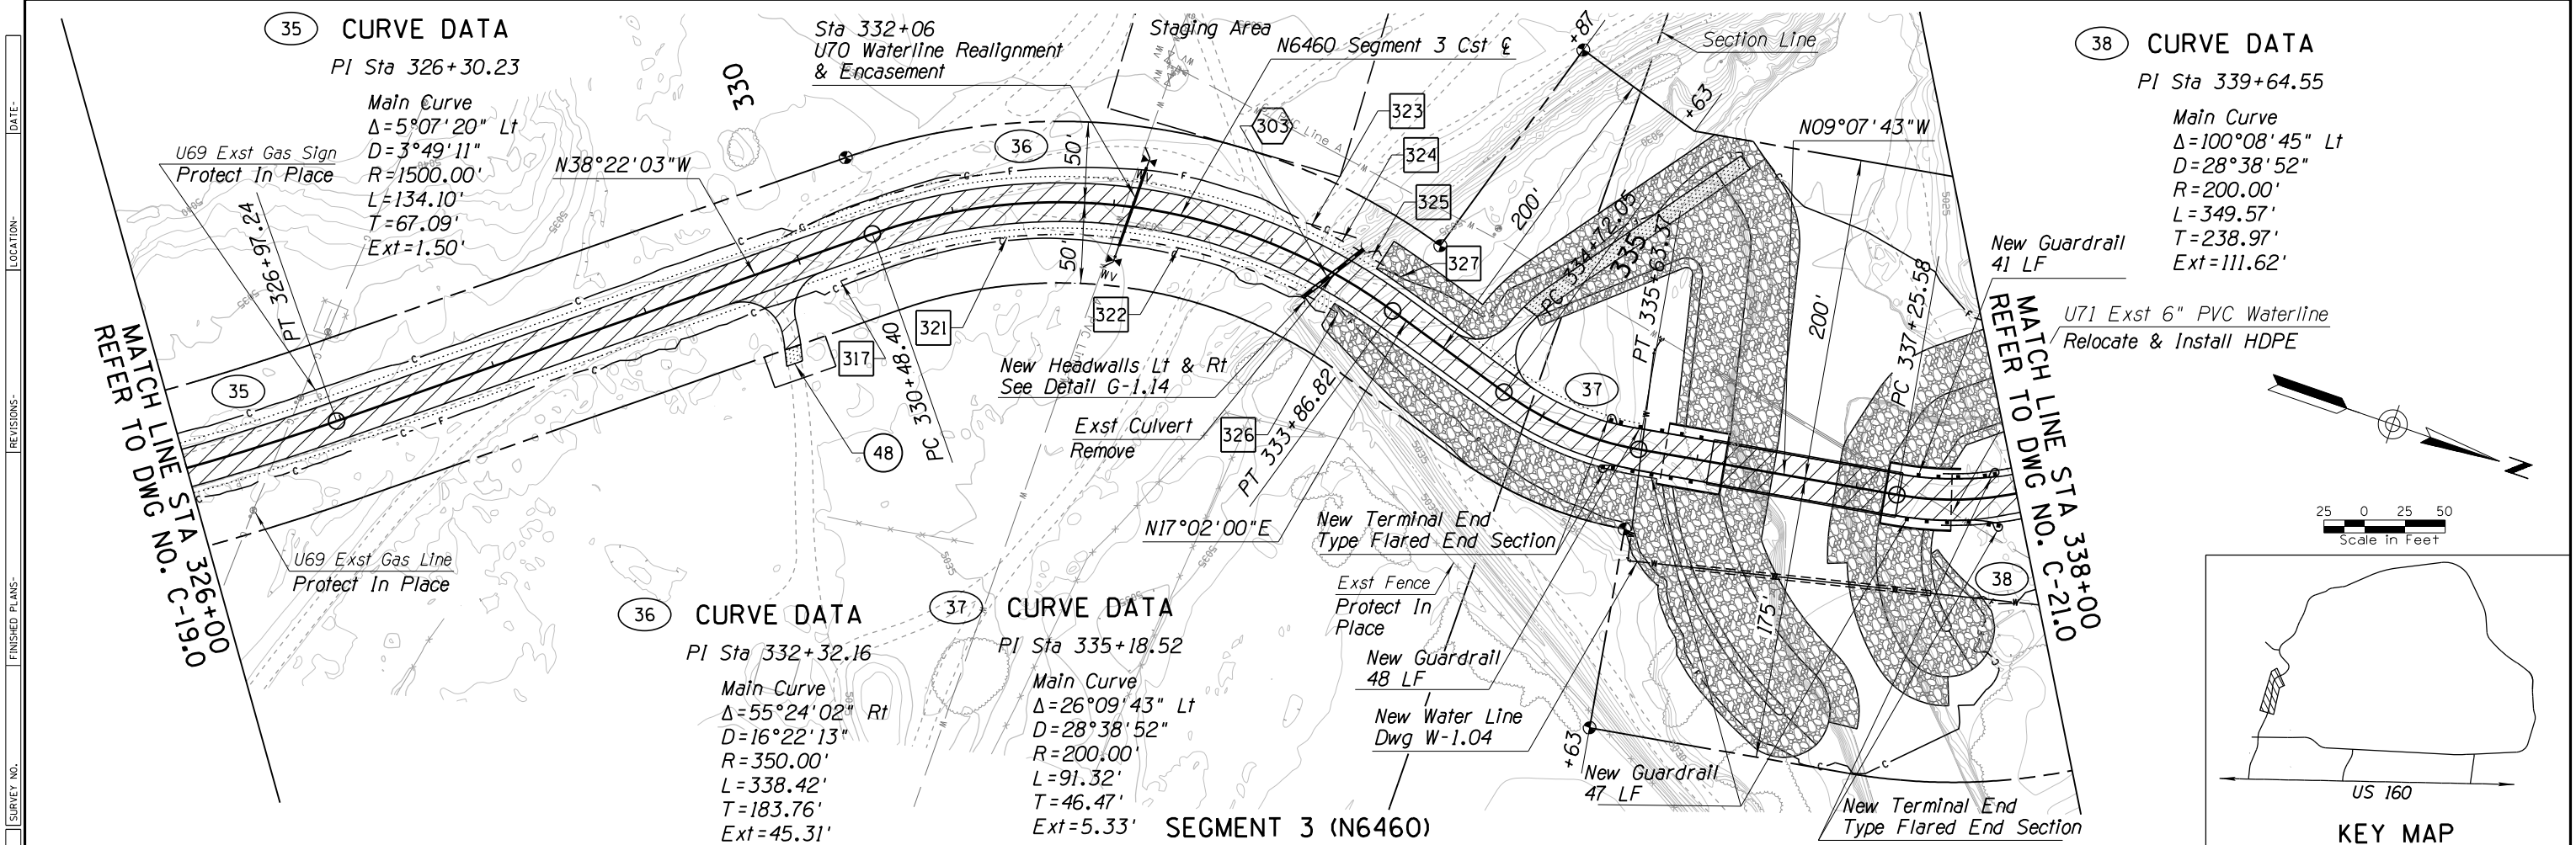 35 CURVE DATA
PI Sta 326+30.23
Main Curve
Δ=5°07'20" Lt
D=3°49'11"
R=1500.00'
L=134.10'
T=67.09'
Ext=1.50'
U69 Exst Gas Sign
Protect In Place
N38°22'03"W
PT 326+97.24
330
Sta 332+06
U70 Waterline Realignment
& Encasement
Staging Area
N6460 Segment 3 Cst ℄
Section Line
+87
+63
N09°07'43"W
38 CURVE DATA
PI Sta 339+64.55
Main Curve
Δ=100°08'45" Lt
D=28°38'52"
R=200.00'
L=349.57'
T=238.97'
Ext=111.62'
36
50'
50'
303
323
324
325
327
200'
PC 334+72.05
335
PT 335+63.37
200'
PC 337+25.58
New Guardrail
41 LF
U71 Exst 6" PVC Waterline
Relocate & Install HDPE
MATCH LINE STA 326+00
REFER TO DWG NO. C-19.0
35
317
48
PC 330+48.40
321
322
WV
WV
New Headwalls Lt & Rt
See Detail G-1.14
Exst Culvert
Remove
326
PT 333+86.82
N17°02'00"E
37
New Terminal End
Type Flared End Section
Exst Fence
Protect In
Place
New Guardrail
48 LF
New Water Line
Dwg W-1.04
+63
New Guardrail
47 LF
175'
38
New Terminal End
Type Flared End Section
MATCH LINE STA 338+00
REFER TO DWG NO. C-21.0
U69 Exst Gas Line
Protect In Place
36 CURVE DATA
PI Sta 332+32.16
Main Curve
Δ=55°24'02" Rt
D=16°22'13"
R=350.00'
L=338.42'
T=183.76'
Ext=45.31'
37 CURVE DATA
PI Sta 335+18.52
Main Curve
Δ=26°09'43" Lt
D=28°38'52"
R=200.00'
L=91.32'
T=46.47'
Ext=5.33'
SEGMENT 3 (N6460)
N
25 0 25 50
Scale in Feet
US 160
KEY MAP
DATE-
LOCATION-
REVISIONS-
FINISHED PLANS-
SURVEY NO.